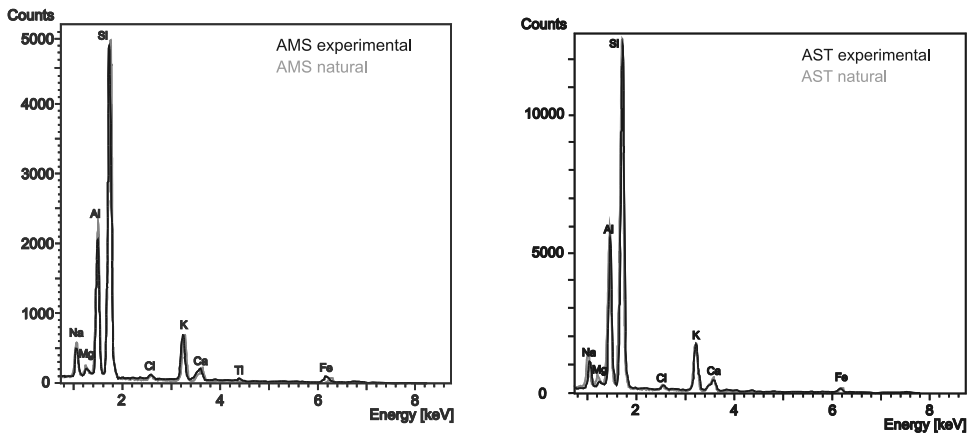 Counts
5000
4000
3000
2000
1000
0
Si
Al
Na
Mg
Cl
K
Ca
Ti
Fe
AMS experimental
AMS natural
2
4
6
8
Energy [keV]
Counts
10000
5000
0
Si
Al
Na
Mg
Cl
K
Ca
Fe
AST experimental
AST natural
2
4
6
8
Energy [keV]